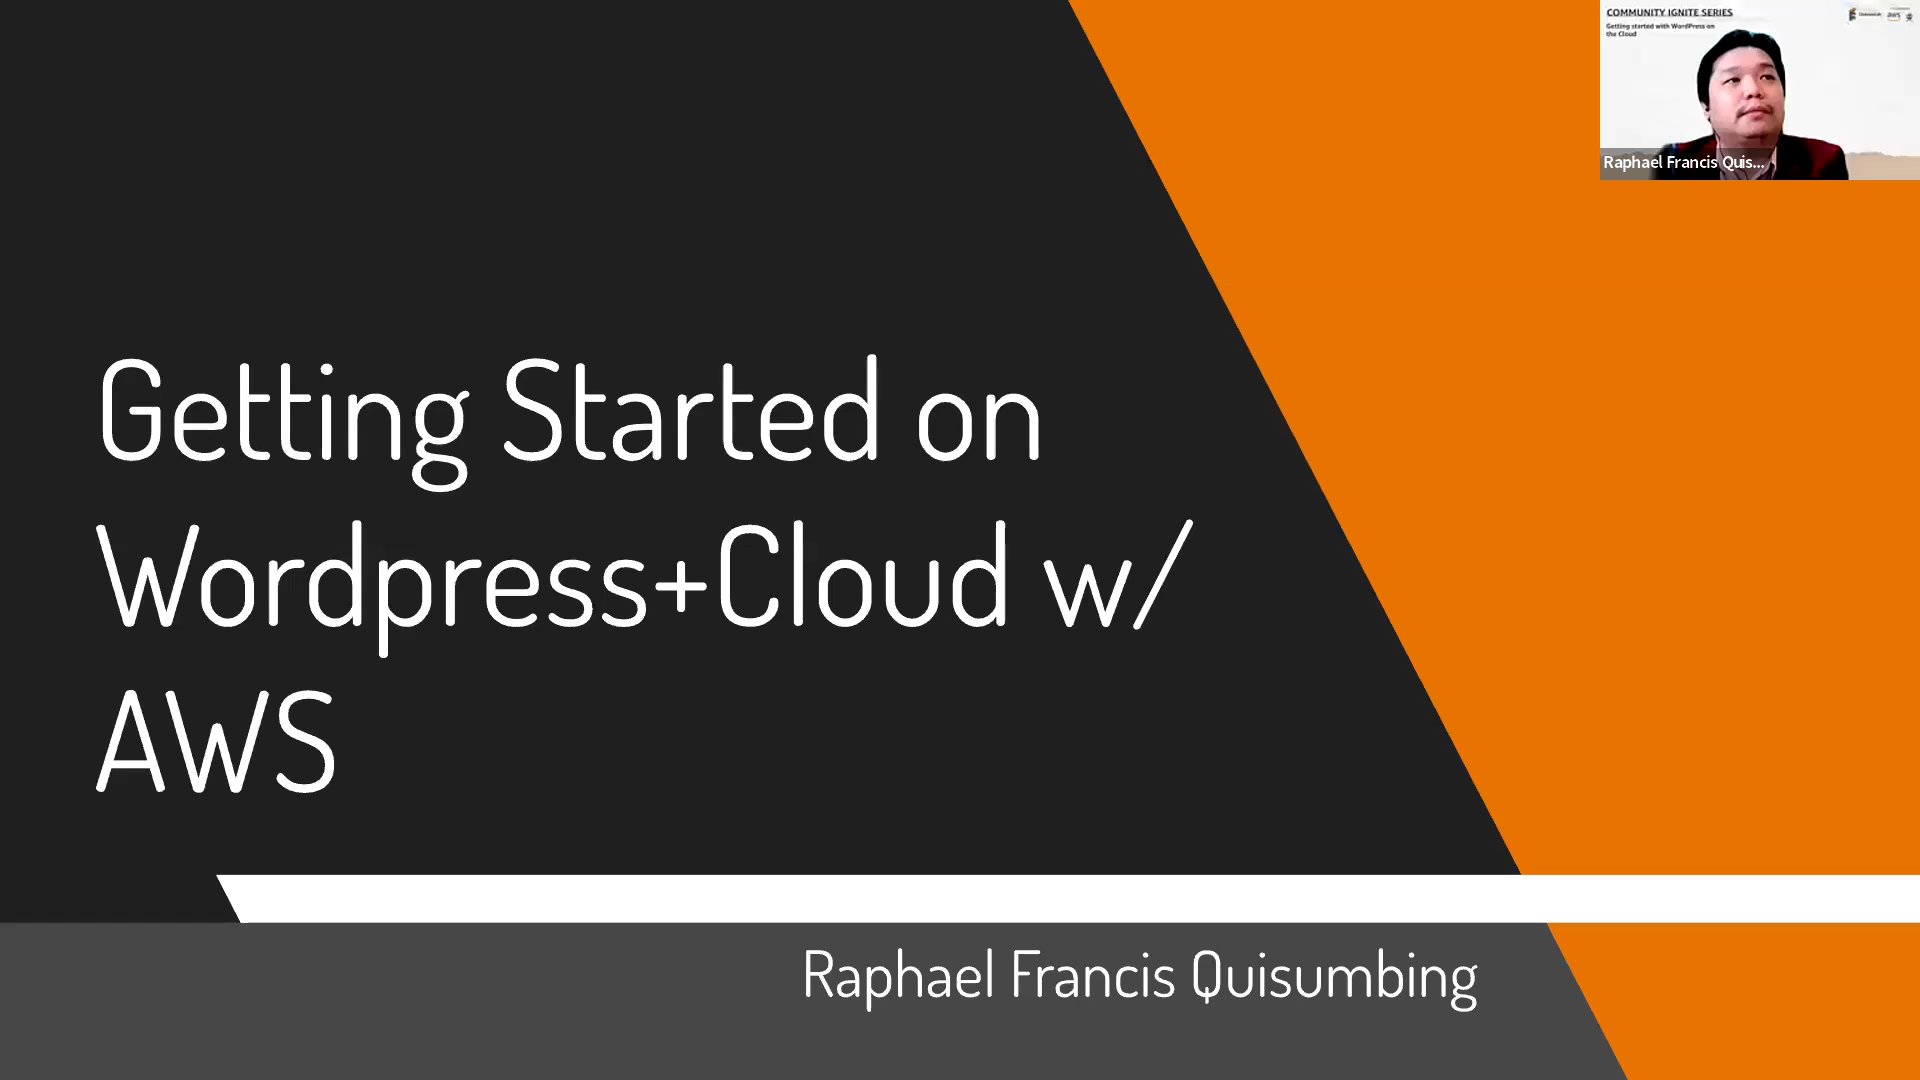 COMMUNITY IGNITE SERIES
Getting started with WordPress on
the Cloud
aws
Raphael Francis Quis...
Getting Started on
Wordpress+Cloud w/
AWS
Raphael Francis Quisumbing